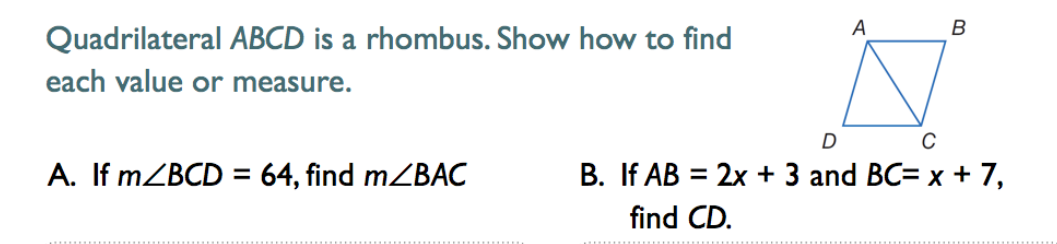 Quadrilateral ABCD is a rhombus. Show how to find
each value or measure.
A B
D C
A. If m∠BCD = 64, find m∠BAC
B. If AB = 2x + 3 and BC= x + 7,
find CD.